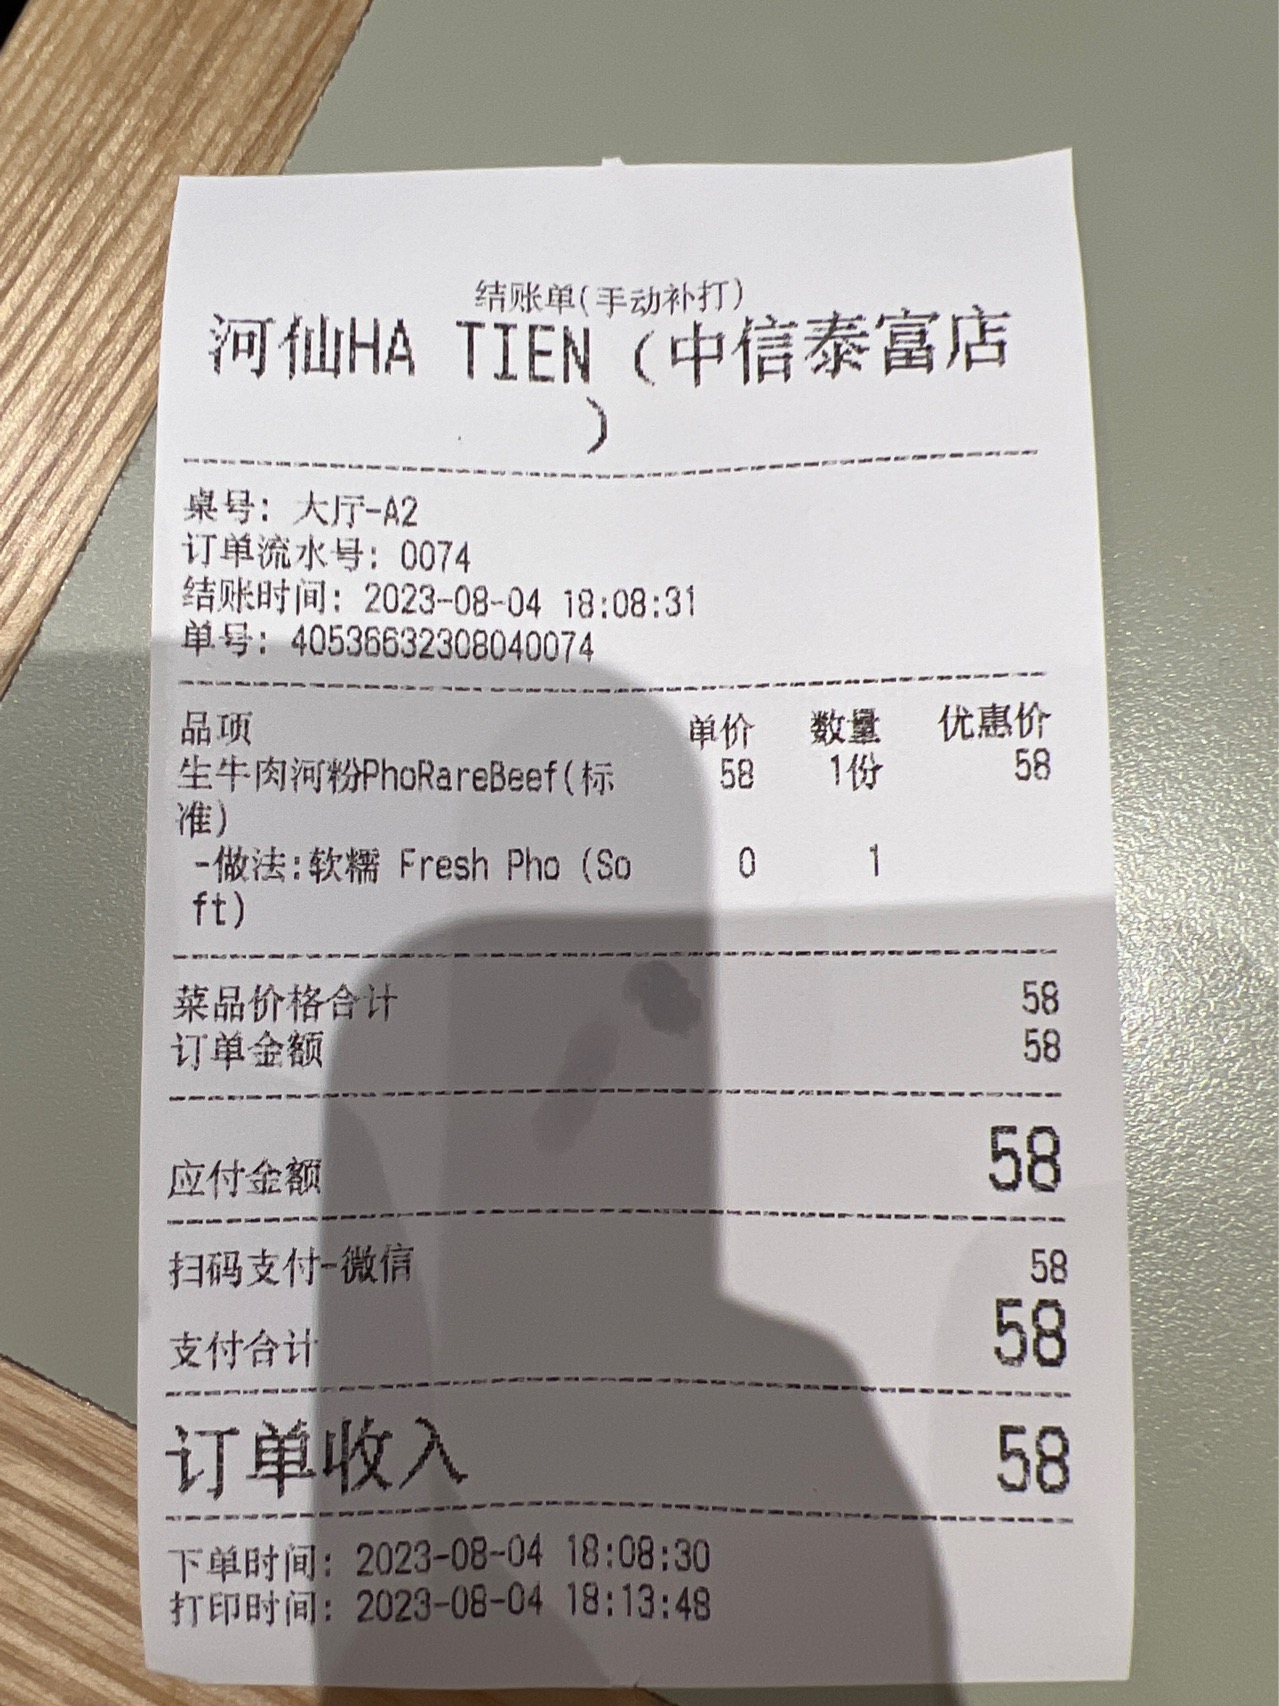 结账单(手动补打)
河仙HA TIEN (中信泰富店
)
桌号: 大厅-A2
订单流水号: 0074
结账时间: 2023-08-04 18:08:31
单号: 40536632308040074
品项 单价 数量 优惠价
生牛肉河粉PhoRareBeef(标 58 1份 58
准)
-做法:软糯 Fresh Pho (So 0 1
ft)
菜品价格合计 58
订单金额 58
应付金额 58
扫码支付-微信 58
支付合计 58
订单收入 58
下单时间: 2023-08-04 18:08:30
打印时间: 2023-08-04 18:13:48